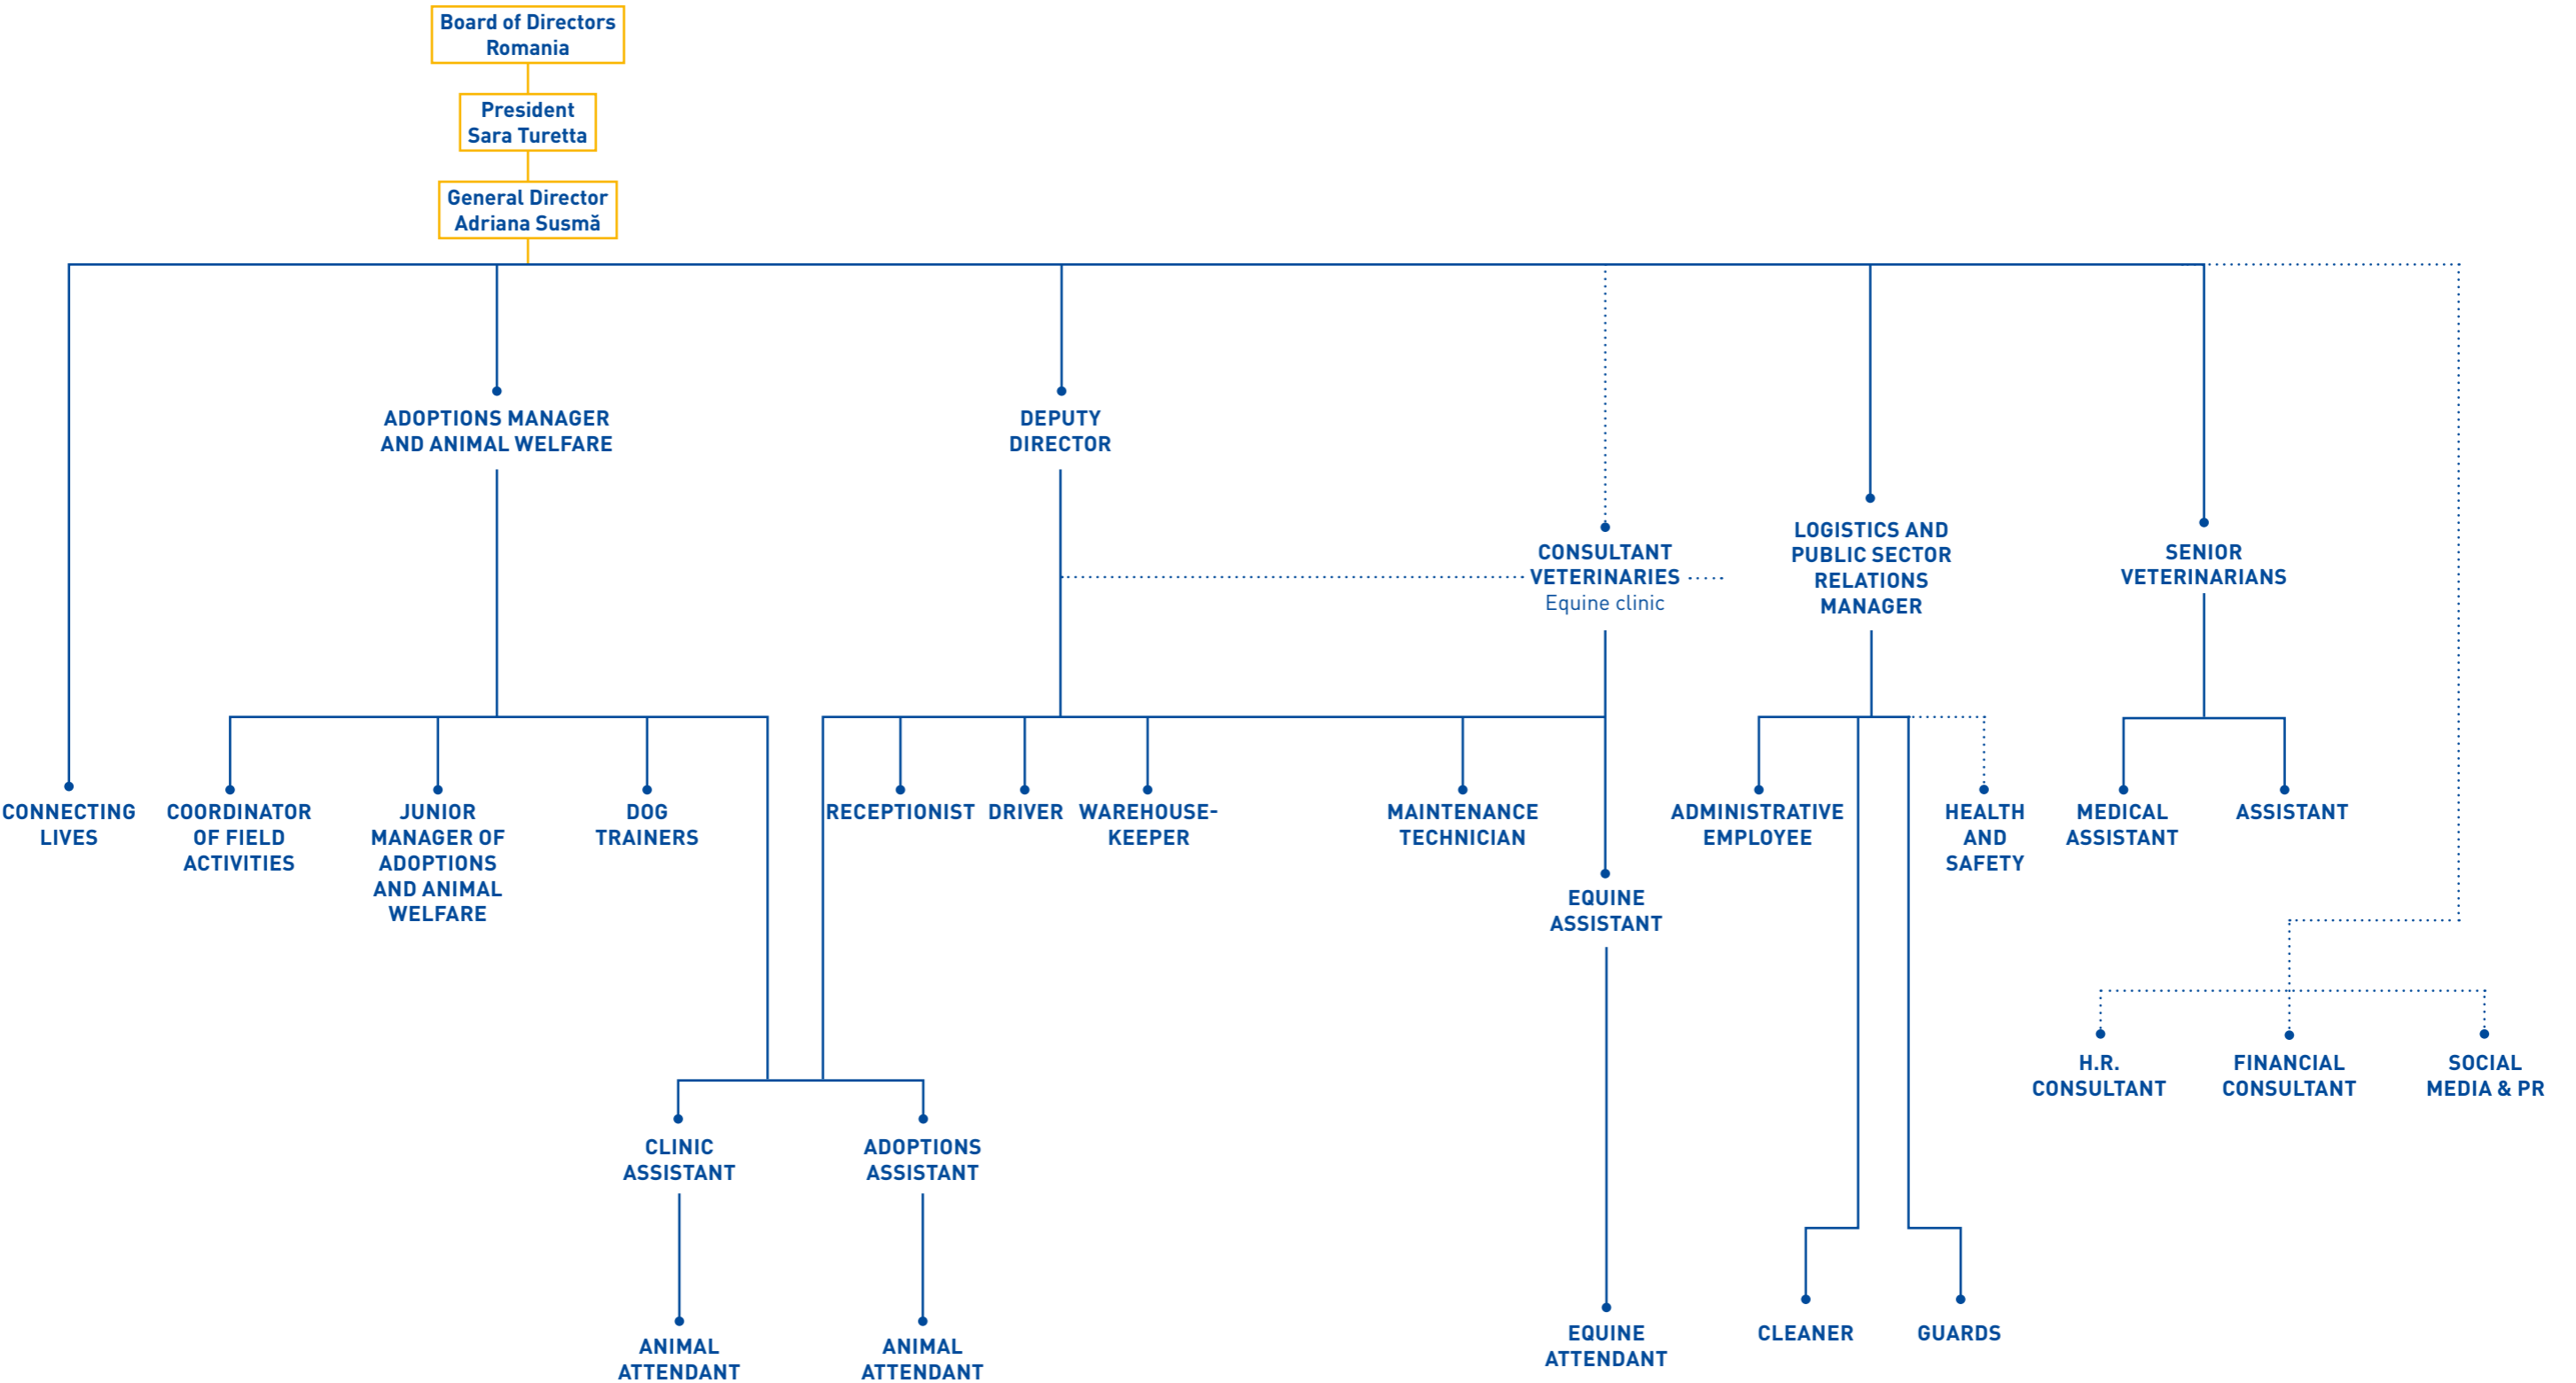 Board of Directors
Romania
President
Sara Turetta
General Director
Adriana Susmă
ADOPTIONS MANAGER
AND ANIMAL WELFARE
DEPUTY
DIRECTOR
CONSULTANT
VETERINARIES
Equine clinic
LOGISTICS AND
PUBLIC SECTOR
RELATIONS
MANAGER
SENIOR
VETERINARIANS
CONNECTING
LIVES
COORDINATOR
OF FIELD
ACTIVITIES
JUNIOR
MANAGER OF
ADOPTIONS
AND ANIMAL
WELFARE
DOG
TRAINERS
RECEPTIONIST
DRIVER
WAREHOUSE-
KEEPER
MAINTENANCE
TECHNICIAN
EQUINE
ASSISTANT
ADMINISTRATIVE
EMPLOYEE
HEALTH
AND
SAFETY
MEDICAL
ASSISTANT
ASSISTANT
H.R.
CONSULTANT
FINANCIAL
CONSULTANT
SOCIAL
MEDIA & PR
CLINIC
ASSISTANT
ADOPTIONS
ASSISTANT
ANIMAL
ATTENDANT
ANIMAL
ATTENDANT
EQUINE
ATTENDANT
CLEANER
GUARDS